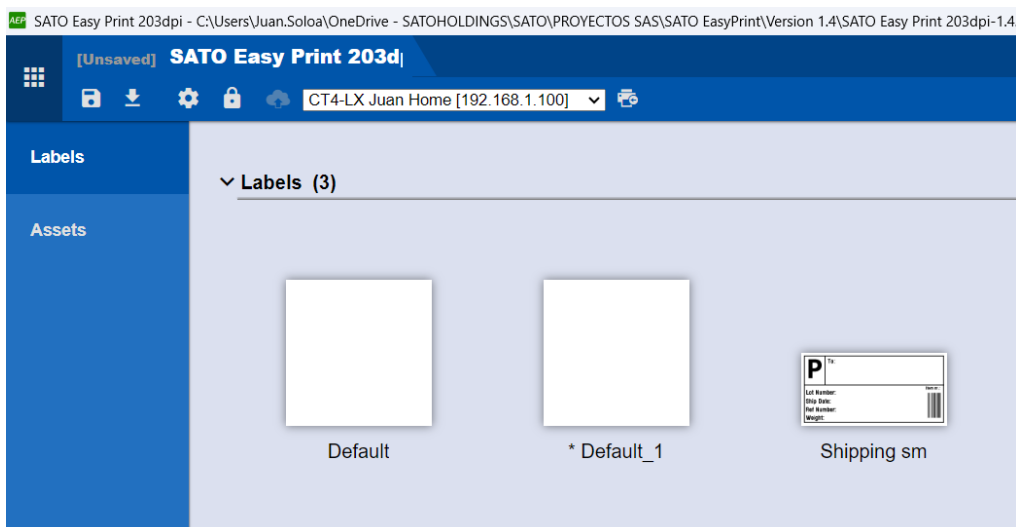 AEP SATO Easy Print 203dpi - C:\Users\Juan.Soloa\OneDrive - SATOHOLDINGS\SATO\PROYECTOS SAS\SATO EasyPrint\Version 1.4\SATO Easy Print 203dpi-1.4
[Unsaved] SATO Easy Print 203d
CT4-LX Juan Home [192.168.1.100]
Labels
Assets
Labels (3)
P To:
Lot Number:
Ship Date:
Ref Number:
Weight:
Default
* Default_1
Shipping sm